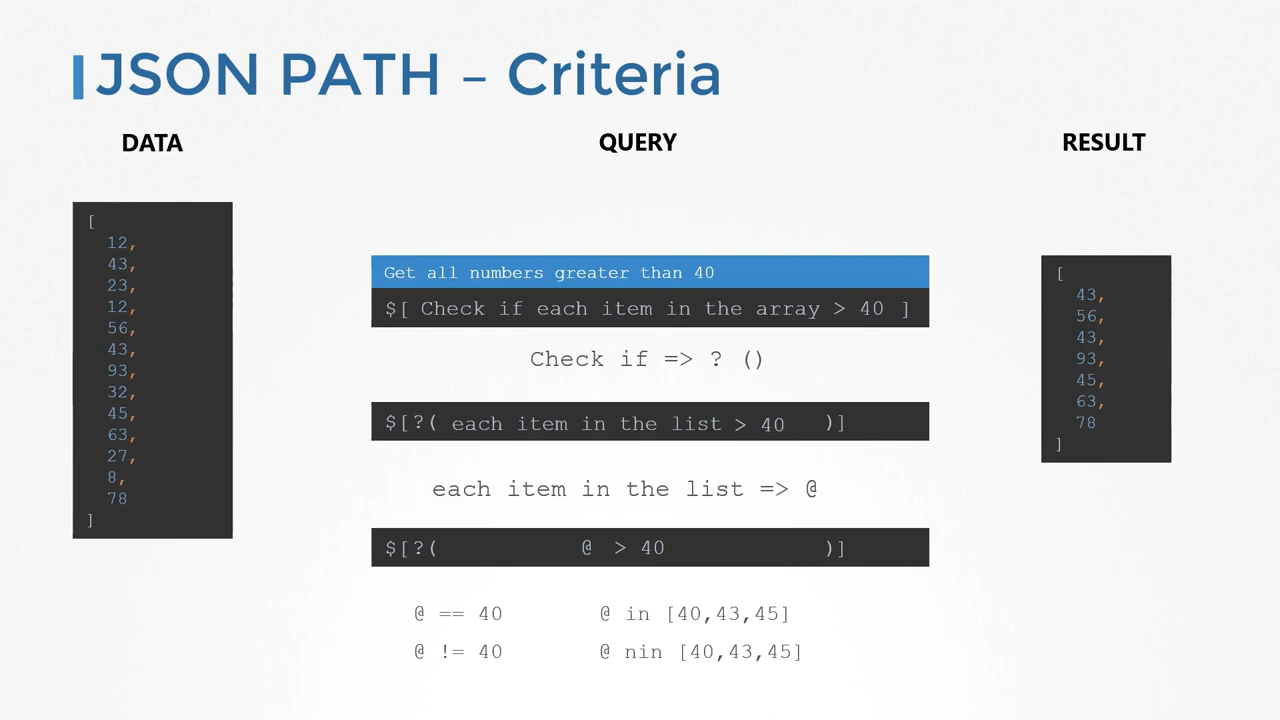 JSON PATH – Criteria
DATA
QUERY
RESULT
[
12,
43,
23,
12,
56,
43,
93,
32,
45,
63,
27,
8,
78
]
Get all numbers greater than 40
$[ Check if each item in the array > 40 ]
Check if => ? ()
$[?( each item in the list > 40 )]
each item in the list => @
$[?( @ > 40 )]
@ == 40
@ in [40,43,45]
@ != 40
@ nin [40,43,45]
[
43,
56,
43,
93,
45,
63,
78
]